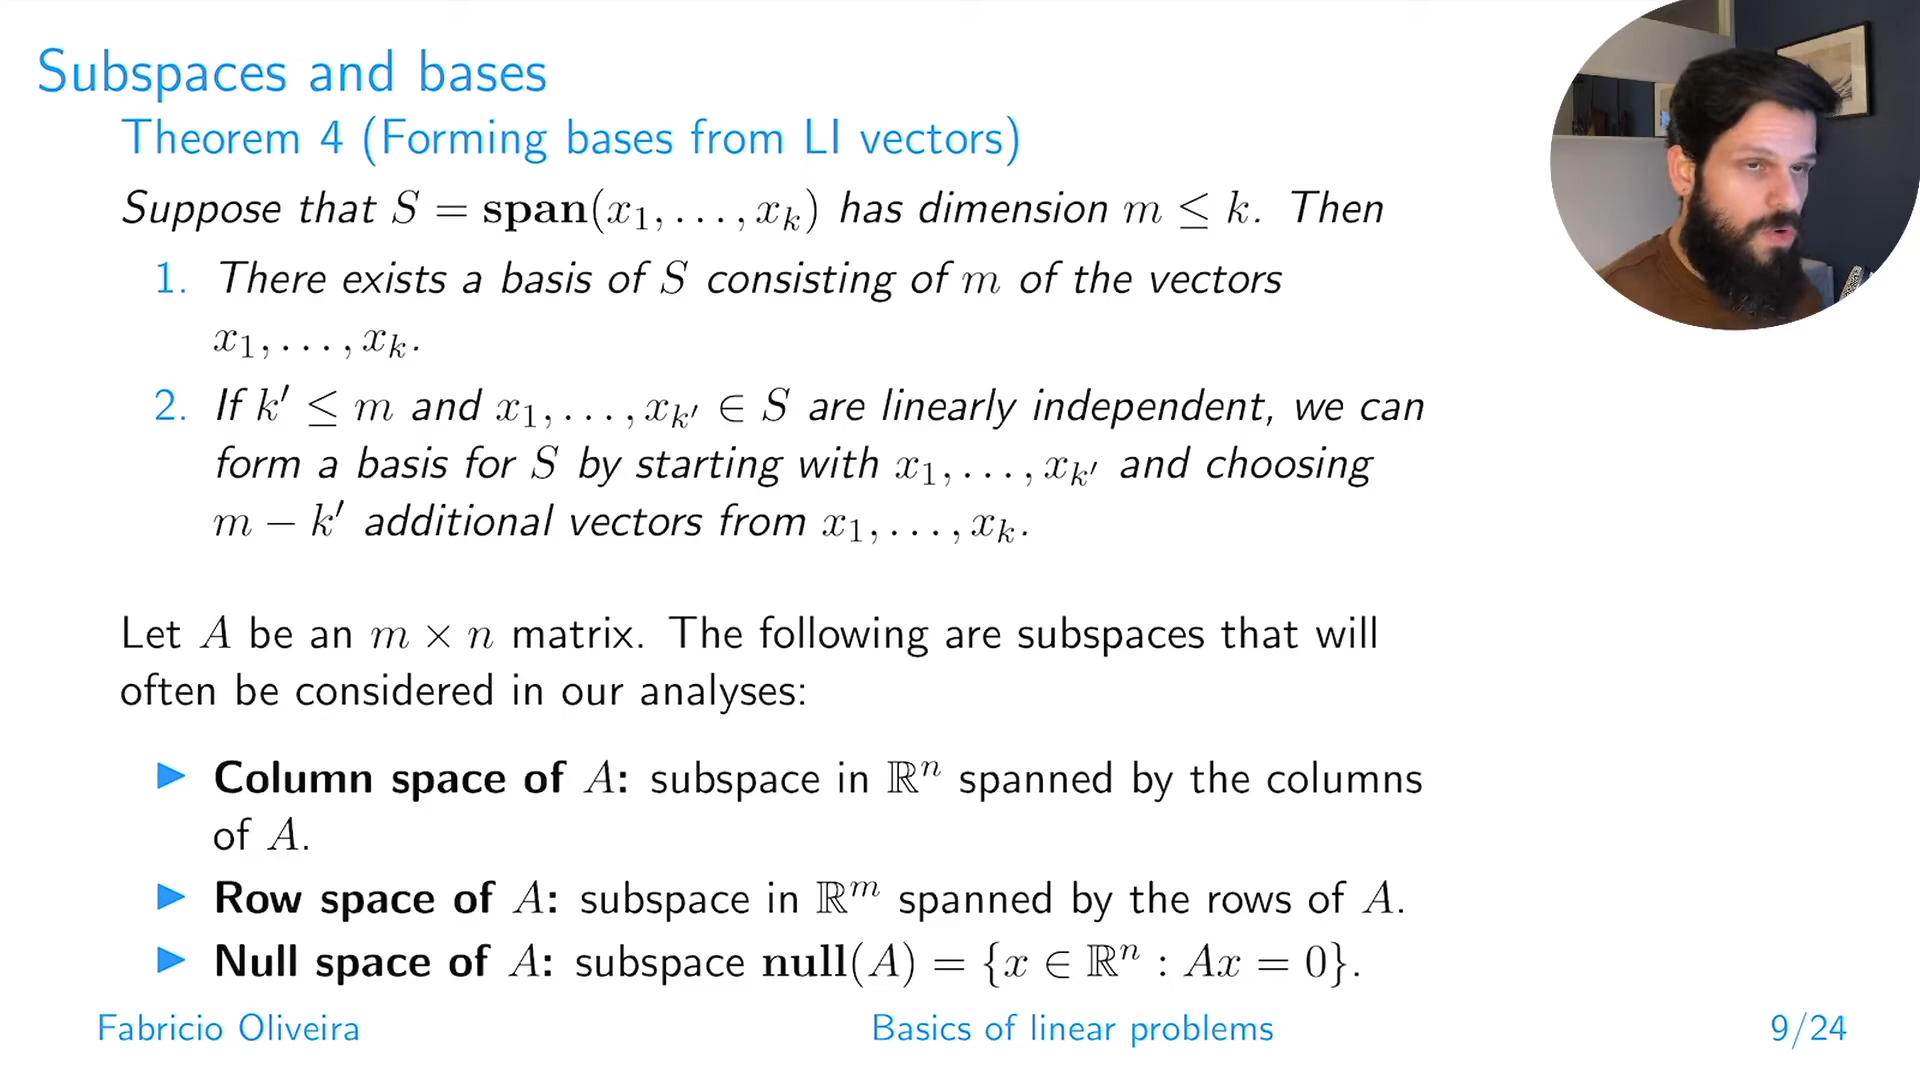 Subspaces and bases
Theorem 4 (Forming bases from LI vectors)
Suppose that S = span(x₁, . . . , xₖ) has dimension m ≤ k. Then
1. There exists a basis of S consisting of m of the vectors
x₁, . . . , xₖ.
2. If k′ ≤ m and x₁, . . . , xₖ′ ∈ S are linearly independent, we can
form a basis for S by starting with x₁, . . . , xₖ′ and choosing
m − k′ additional vectors from x₁, . . . , xₖ.
Let A be an m × n matrix. The following are subspaces that will
often be considered in our analyses:
▶ Column space of A: subspace in ℝⁿ spanned by the columns
of A.
▶ Row space of A: subspace in ℝᵐ spanned by the rows of A.
▶ Null space of A: subspace null(A) = {x ∈ ℝⁿ : Ax = 0}.
Fabricio Oliveira Basics of linear problems 9/24